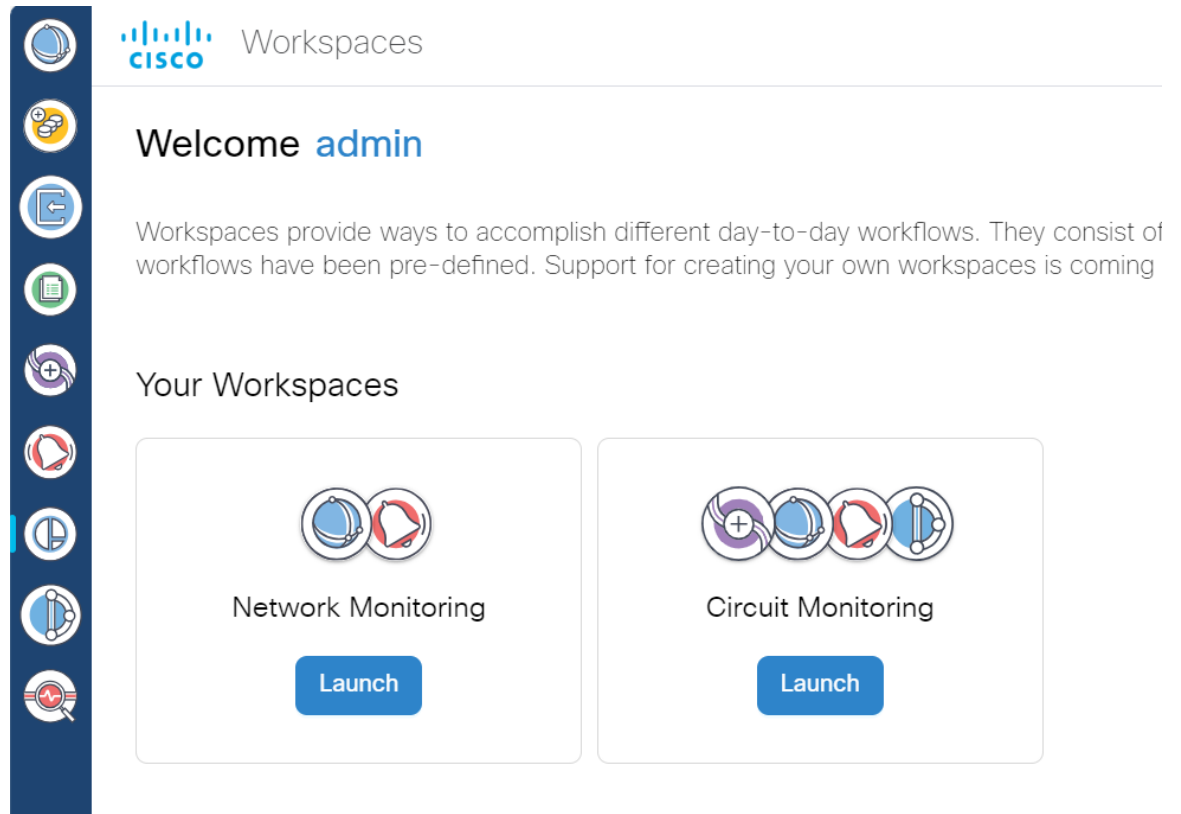 CISCO Workspaces
Welcome admin
Workspaces provide ways to accomplish different day-to-day workflows. They consist of
workflows have been pre-defined. Support for creating your own workspaces is coming
Your Workspaces
Network Monitoring
Launch
Circuit Monitoring
Launch